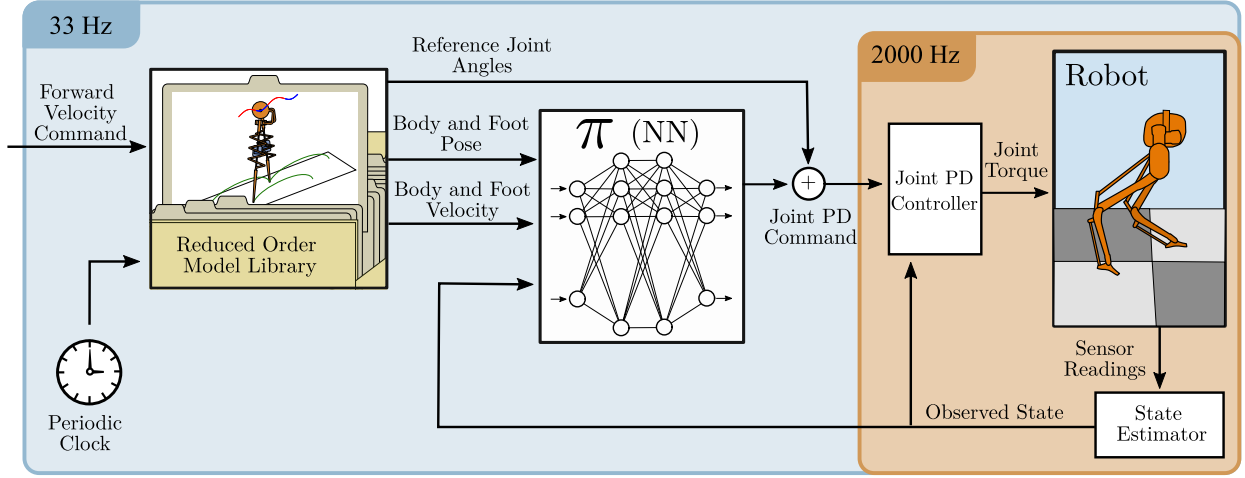 33 Hz
Forward
Velocity
Command
Reference Joint
Angles
Body and Foot
Pose
Body and Foot
Velocity
Reduced Order
Model Library
Periodic
Clock
π (NN)
+
Joint PD
Command
2000 Hz
Joint PD
Controller
Joint
Torque
Robot
Sensor
Readings
Observed State
State
Estimator